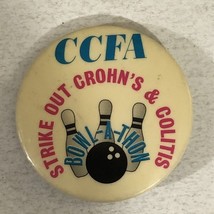 CCFA
STRIKE OUT CROHN'S & COLITIS
BOWL-A-THON